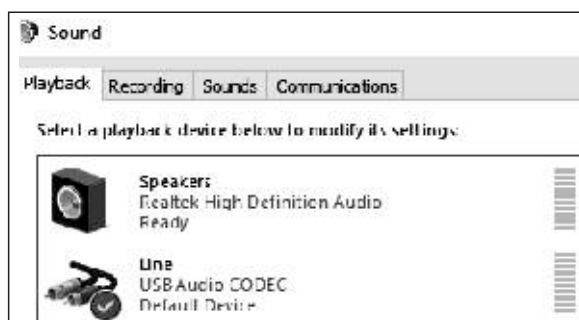 Sound
Playback Recording Sounds Communications
Select a playback device below to modify its settings:
Speakers
Realtek High Definition Audio
Ready
Line
USB Audio CODEC
Default Device